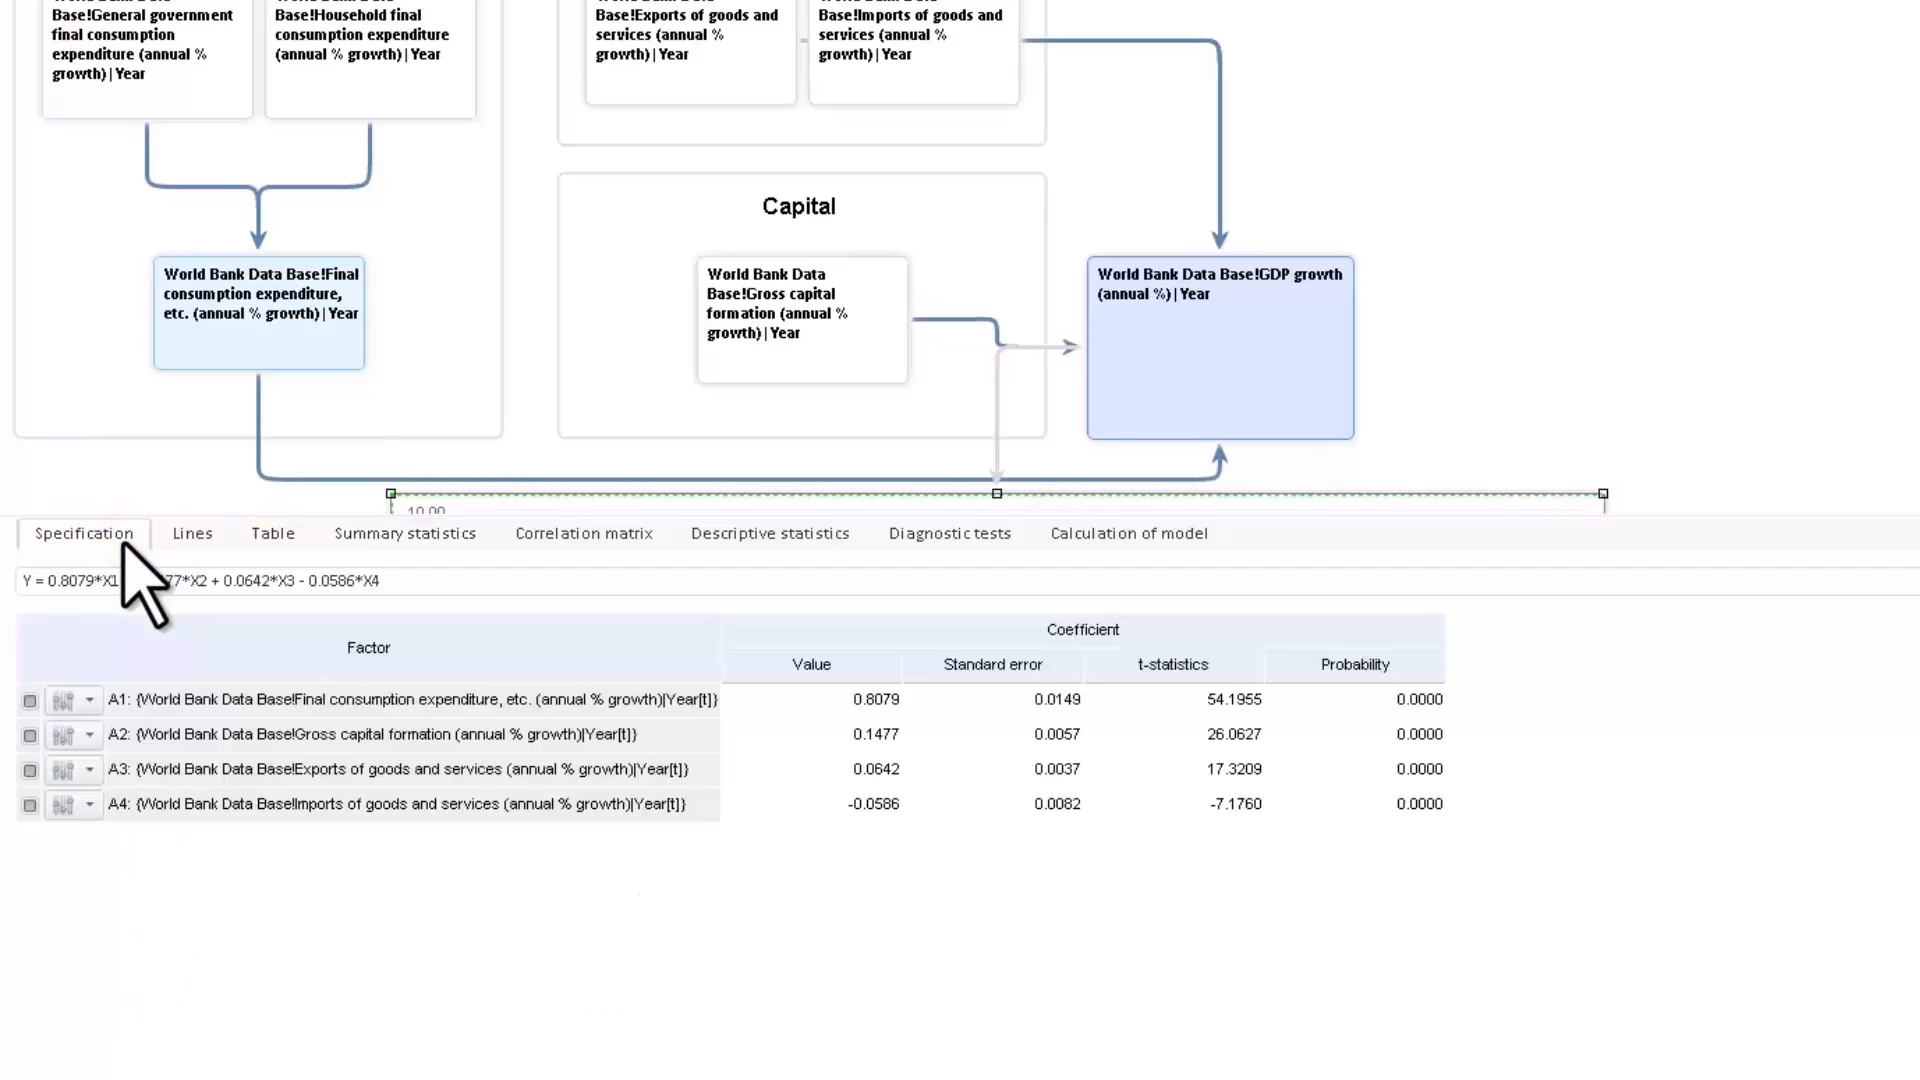 Base!General government
final consumption
expenditure (annual %
growth)|Year
Base!Household final
consumption expenditure
(annual % growth)|Year
Base!Exports of goods and
services (annual %
growth)|Year
Base!Imports of goods and
services (annual %
growth)|Year
Capital
World Bank Data Base!Final
consumption expenditure,
etc. (annual % growth)|Year
World Bank Data
Base!Gross capital
formation (annual %
growth)|Year
World Bank Data Base!GDP growth
(annual %)|Year
10.00
Specification Lines Table Summary statistics Correlation matrix Descriptive statistics Diagnostic tests Calculation of model
Y = 0.8079*X1 77*X2 + 0.0642*X3 - 0.0586*X4
Factor
Coefficient
Value Standard error t-statistics Probability
A1: {World Bank Data Base!Final consumption expenditure, etc. (annual % growth)|Year[t]} 0.8079 0.0149 54.1955 0.0000
A2: {World Bank Data Base!Gross capital formation (annual % growth)|Year[t]} 0.1477 0.0057 26.0627 0.0000
A3: {World Bank Data Base!Exports of goods and services (annual % growth)|Year[t]} 0.0642 0.0037 17.3209 0.0000
A4: {World Bank Data Base!Imports of goods and services (annual % growth)|Year[t]} -0.0586 0.0082 -7.1760 0.0000